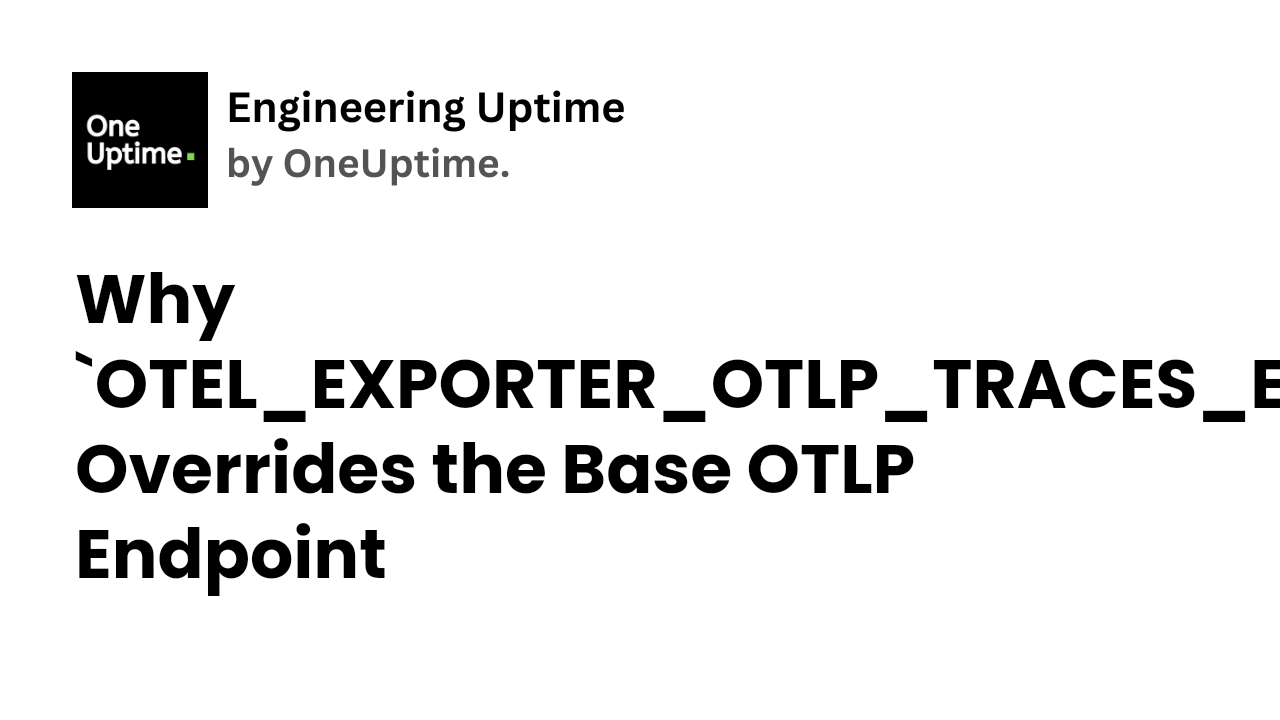 One
Uptime.
Engineering Uptime
by OneUptime.
Why
`OTEL_EXPORTER_OTLP_TRACES_E
Overrides the Base OTLP
Endpoint